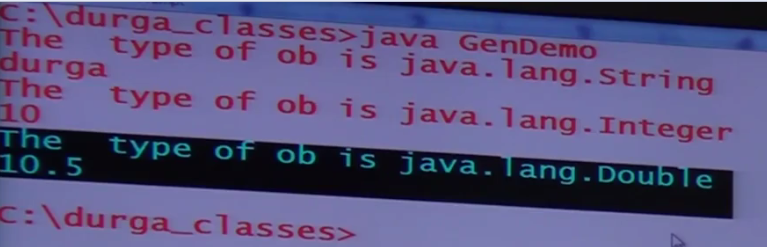 C:\durga_classes>java GenDemo
The type of ob is java.lang.String
durga
The type of ob is java.lang.Integer
10
The type of ob is java.lang.Double
10.5
C:\durga_classes>